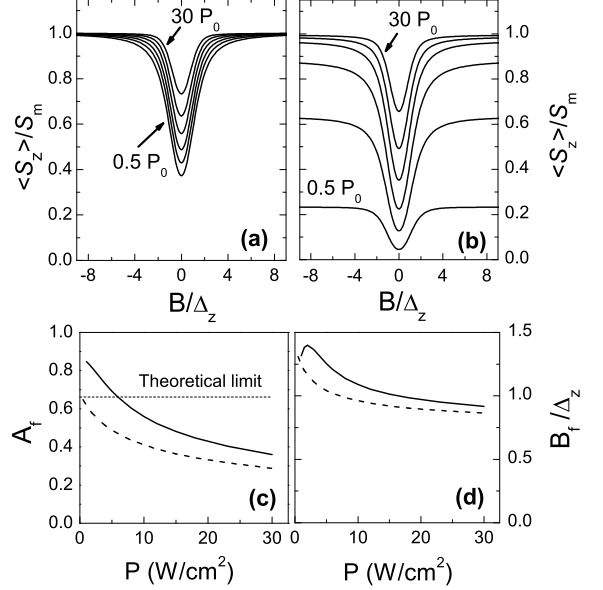 30 P0
0.5 P0
(a)
<Sz>/Sm
1.0
0.8
0.6
0.4
0.2
0.0
-8 -4 0 4 8
B/Δz
30 P0
0.5 P0
(b)
1.0
0.8
0.6
0.4
0.2
0.0
<Sz>/Sm
-8 -4 0 4 8
B/Δz
1.0
0.8
0.6
0.4
0.2
0.0
Af
Theoretical limit
(c)
0 10 20 30
P (W/cm²)
(d)
1.5
1.0
0.5
0.0
Bf/Δz
0 10 20 30
P (W/cm²)